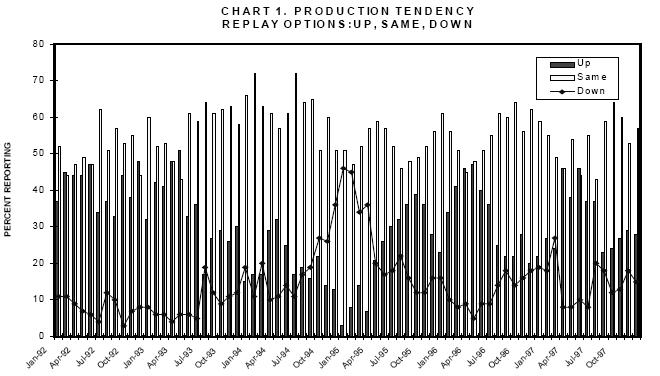 CHART 1. PRODUCTION TENDENCY
REPLAY OPTIONS:UP, SAME, DOWN
80
70
60
50
40
30
20
10
0
PERCENT REPORTING
Up
Same
Down
Jan-92
Apr-92
Jul-92
Oct-92
Jan-93
Apr-93
Jul-93
Oct-93
Jan-94
Apr-94
Jul-94
Oct-94
Jan-95
Apr-95
Jul-95
Oct-95
Jan-96
Apr-96
Jul-96
Oct-96
Jan-97
Apr-97
Jul-97
Oct-97